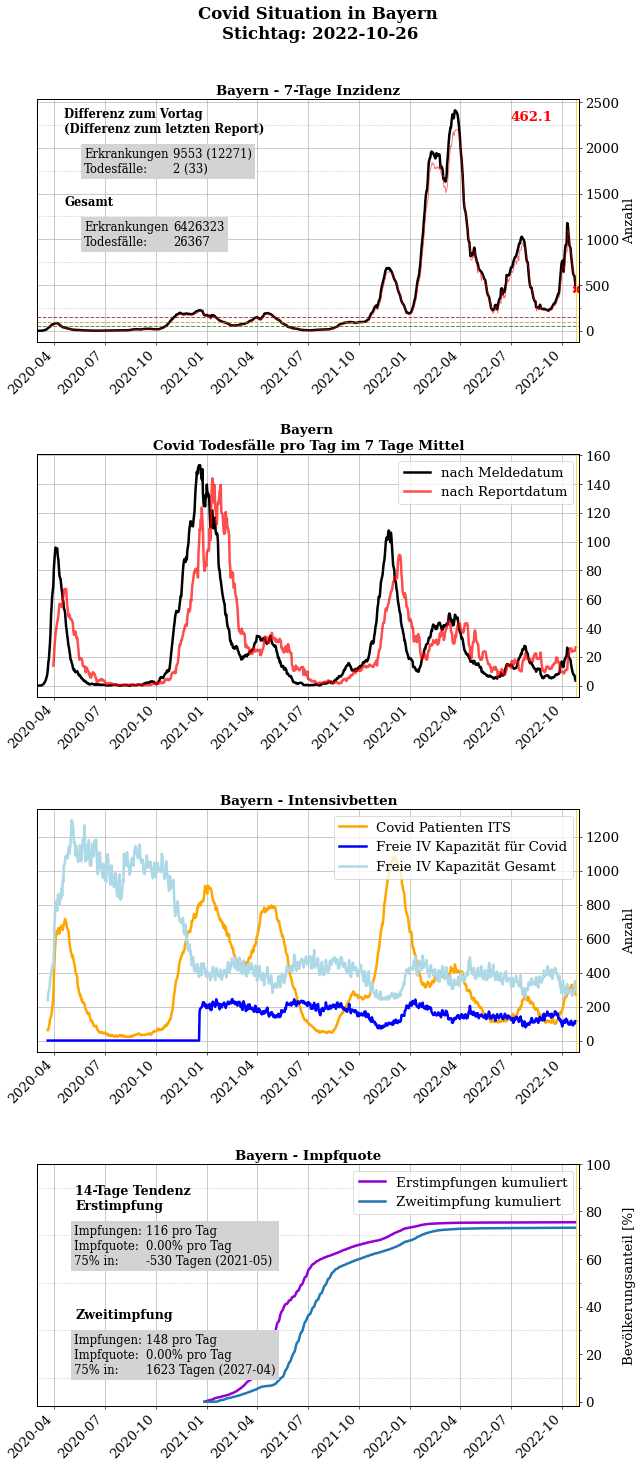 Covid Situation in Bayern
Stichtag: 2022-10-26
Bayern - 7-Tage Inzidenz
Differenz zum Vortag
(Differenz zum letzten Report)
Erkrankungen 9553 (12271)
Todesfälle: 2 (33)
Gesamt
Erkrankungen 6426323
Todesfälle: 26367
462.1
2500
2000
1500
1000
500
0
Anzahl
2020-04 2020-07 2020-10 2021-01 2021-04 2021-07 2021-10 2022-01 2022-04 2022-07 2022-10
Bayern
Covid Todesfälle pro Tag im 7 Tage Mittel
nach Meldedatum
nach Reportdatum
160
140
120
100
80
60
40
20
0
2020-04 2020-07 2020-10 2021-01 2021-04 2021-07 2021-10 2022-01 2022-04 2022-07 2022-10
Bayern - Intensivbetten
Covid Patienten ITS
Freie IV Kapazität für Covid
Freie IV Kapazität Gesamt
1200
1000
800
600
400
200
0
Anzahl
2020-04 2020-07 2020-10 2021-01 2021-04 2021-07 2021-10 2022-01 2022-04 2022-07 2022-10
Bayern - Impfquote
14-Tage Tendenz
Erstimpfung
Impfungen: 116 pro Tag
Impfquote: 0.00% pro Tag
75% in: -530 Tagen (2021-05)
Zweitimpfung
Impfungen: 148 pro Tag
Impfquote: 0.00% pro Tag
75% in: 1623 Tagen (2027-04)
Erstimpfungen kumuliert
Zweitimpfung kumuliert
100
80
60
40
20
0
Bevölkerungsanteil [%]
2020-04 2020-07 2020-10 2021-01 2021-04 2021-07 2021-10 2022-01 2022-04 2022-07 2022-10